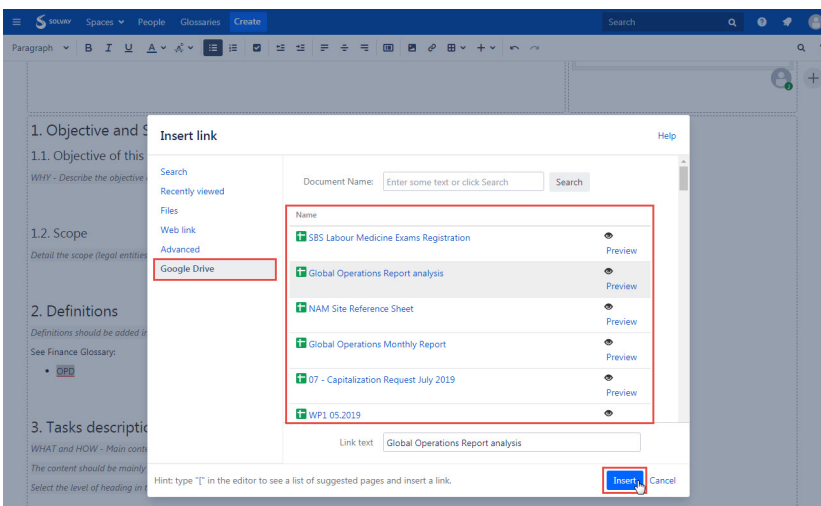 SOLVAY Spaces People Glossaries Create Search
Paragraph B I U A
1. Objective and S
1.1. Objective of this
WHY - Describe the objective
1.2. Scope
Detail the scope (legal entities
2. Definitions
Definitions should be added in
See Finance Glossary:
• OPD
3. Tasks descriptio
WHAT and HOW - Main conte
The content should be mainly
Select the level of heading in t
Insert link Help
Search
Recently viewed
Files
Web link
Advanced
Google Drive
Document Name: Enter some text or click Search Search
Name
SBS Labour Medicine Exams Registration Preview
Global Operations Report analysis Preview
NAM Site Reference Sheet Preview
Global Operations Monthly Report Preview
07 - Capitalization Request July 2019 Preview
WP1 05.2019
Link text Global Operations Report analysis
Hint: type "[" in the editor to see a list of suggested pages and insert a link. Insert Cancel